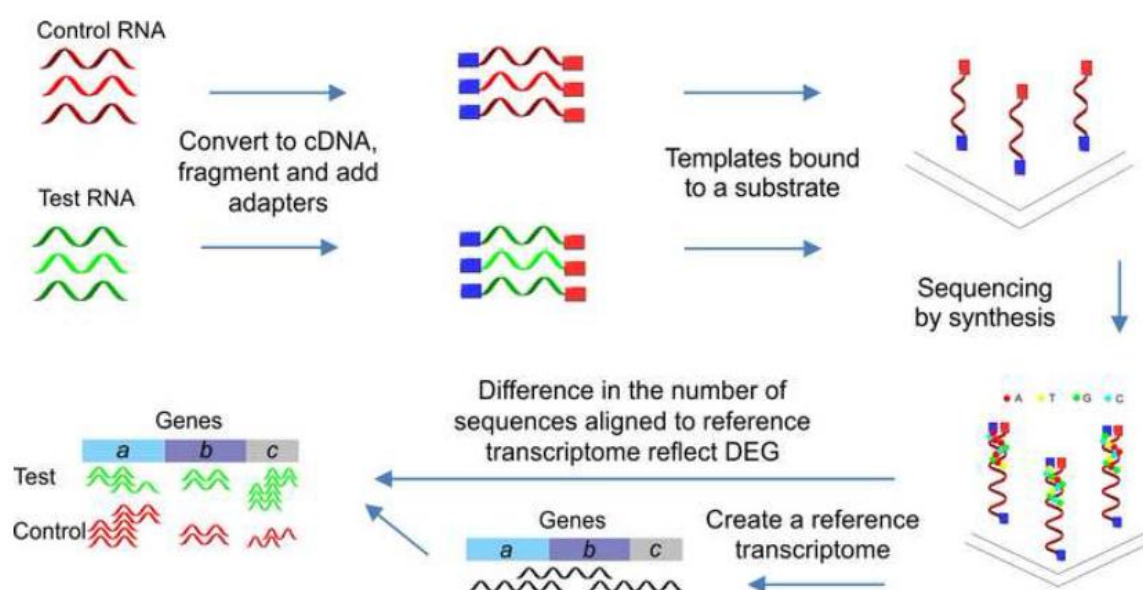 Control RNA
Convert to cDNA,
fragment and add
adapters
Templates bound
to a substrate
Test RNA
Sequencing
by synthesis
A T G C
Difference in the number of
sequences aligned to reference
transcriptome reflect DEG
Genes
a b c
Test
Control
Genes
a b c
Create a reference
transcriptome